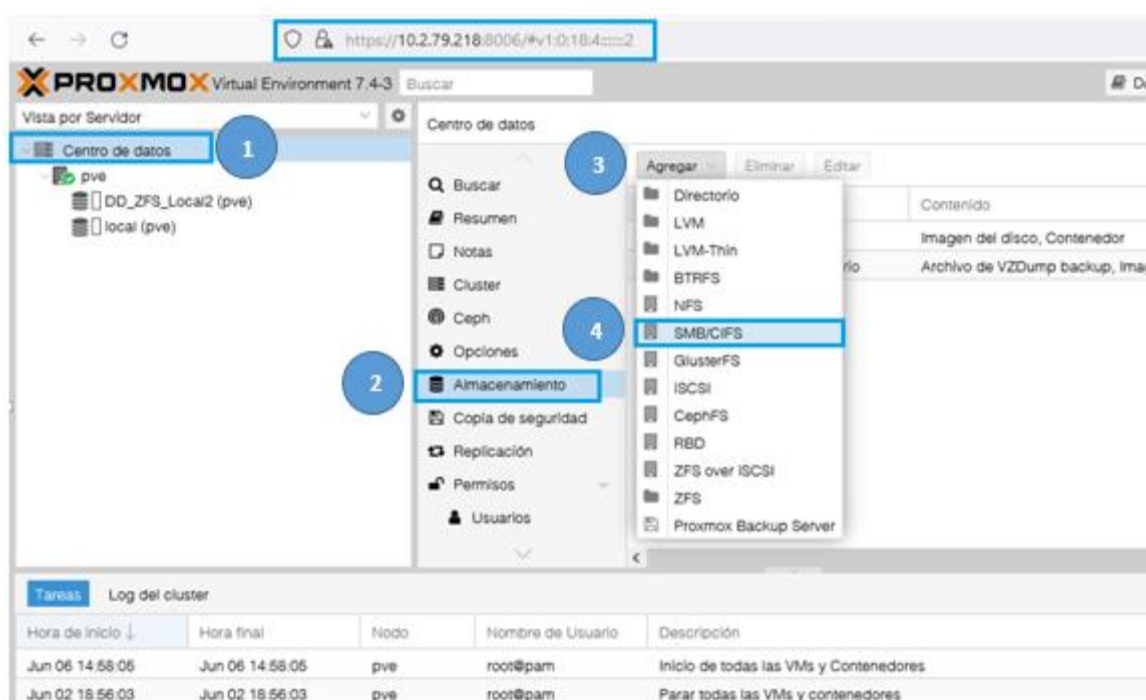 https://10.2.79.218:8006/#v1:0:18:4::::::2
PROXMOX Virtual Environment 7.4-3 Buscar
Vista por Servidor
Centro de datos
1
pve
DD_ZFS_Local2 (pve)
local (pve)
Centro de datos
Buscar
Resumen
Notas
Cluster
Ceph
Opciones
2
Almacenamiento
Copia de seguridad
Replicación
Permisos
Usuarios
3
Agregar Eliminar Editar
Directorio
LVM
LVM-Thin
BTRFS
NFS
4
SMB/CIFS
GlusterFS
iSCSI
CephFS
RBD
ZFS over iSCSI
ZFS
Proxmox Backup Server
Contenido
Imagen del disco, Contenedor
Archivo de VZDump backup, Ima
Tareas Log del cluster
Hora de inicio ↓ Hora final Nodo Nombre de Usuario Descripción
Jun 06 14:58:05 Jun 06 14:58:05 pve root@pam Inicio de todas las VMs y Contenedores
Jun 02 18:56:03 Jun 02 18:56:03 pve root@pam Parar todas las VMs y contenedores